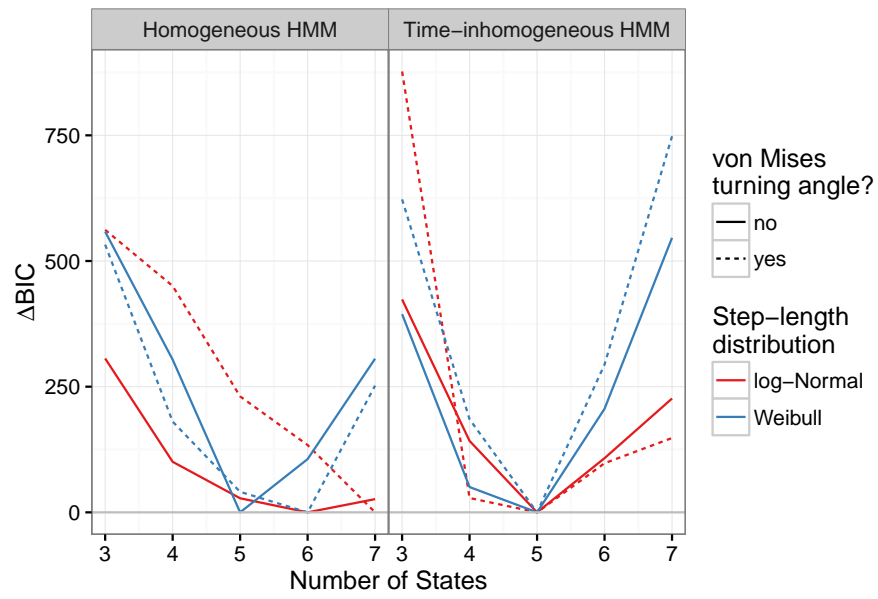 Homogeneous HMM
Time−inhomogeneous HMM
ΔBIC
750
500
250
0
3 4 5 6 7
3 4 5 6 7
Number of States
von Mises
turning angle?
no
yes
Step−length
distribution
log−Normal
Weibull